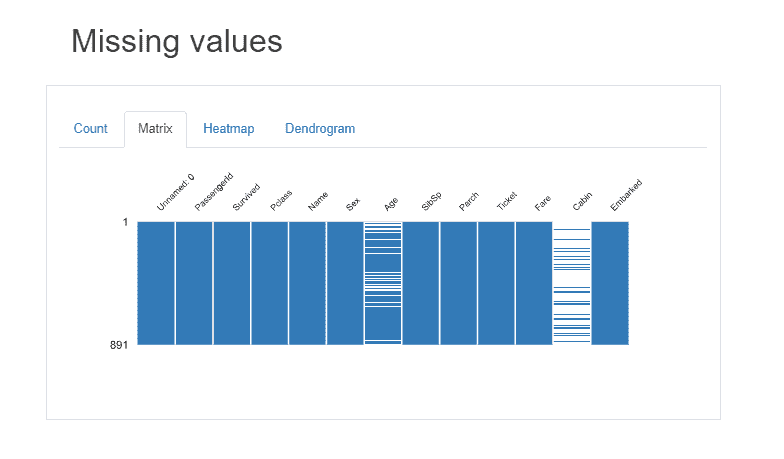 Missing values
Count Matrix Heatmap Dendrogram
Unnamed: 0 PassengerId Survived Pclass Name Sex Age SibSp Parch Ticket Fare Cabin Embarked
1
891